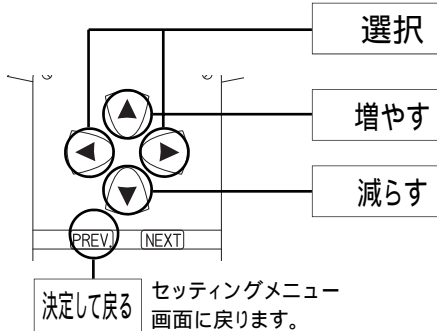 選択
増やす
減らす
PREV.
NEXT
決定して戻る
セッティングメニュー
画面に戻ります。